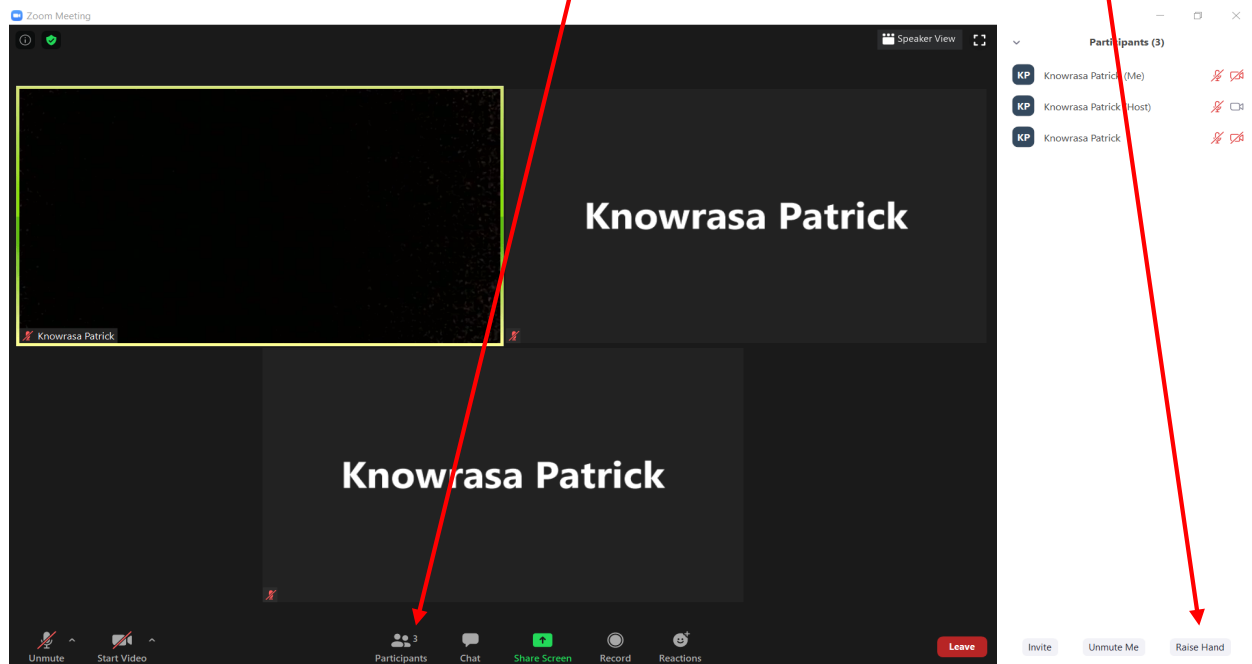 Zoom Meeting
Speaker View
Participants (3)
KP Knowrasa Patrick (Me)
KP Knowrasa Patrick (Host)
KP Knowrasa Patrick
Knowrasa Patrick
Knowrasa Patrick
Knowrasa Patrick
3
Unmute
Start Video
Participants
Chat
Share Screen
Record
Reactions
Leave
Invite
Unmute Me
Raise Hand